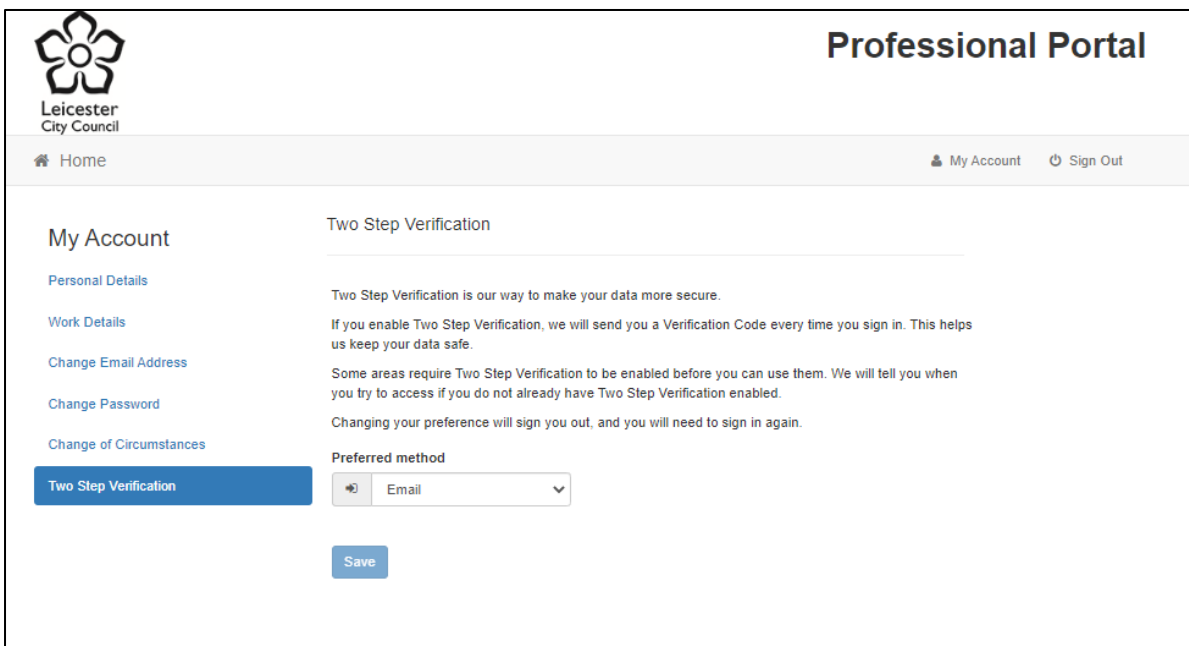 Leicester
City Council
Professional Portal
Home
My Account
Sign Out
My Account
Personal Details
Work Details
Change Email Address
Change Password
Change of Circumstances
Two Step Verification
Two Step Verification
Two Step Verification is our way to make your data more secure.
If you enable Two Step Verification, we will send you a Verification Code every time you sign in. This helps
us keep your data safe.
Some areas require Two Step Verification to be enabled before you can use them. We will tell you when
you try to access if you do not already have Two Step Verification enabled.
Changing your preference will sign you out, and you will need to sign in again.
Preferred method
Email
Save